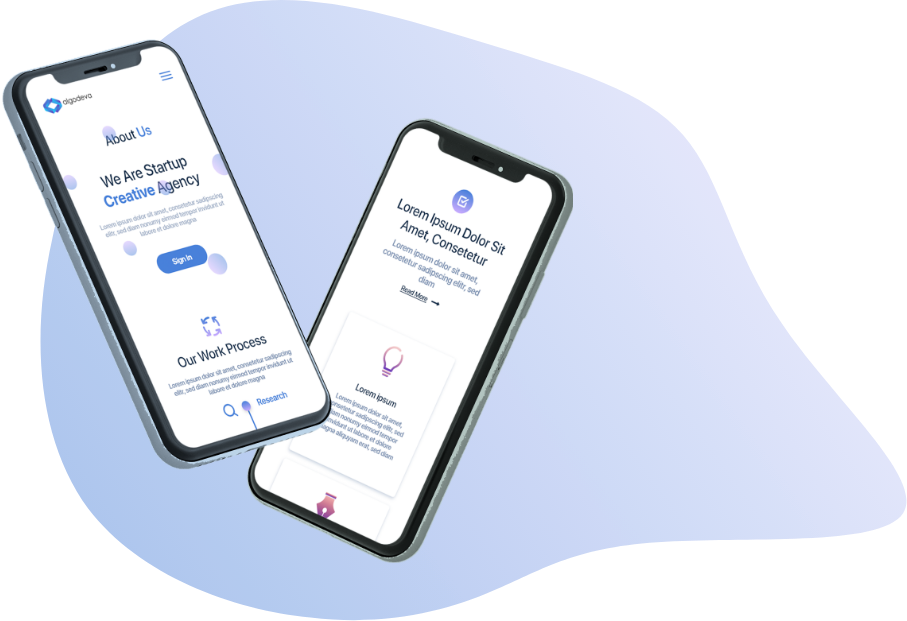 algodeva
About Us
We Are Startup
Creative Agency
Lorem ipsum dolor sit amet, consetetur sadipscing
elitr, sed diam nonumy eirmod tempor invidunt ut
labore et dolore magna
Sign In
Our Work Process
Lorem ipsum dolor sit amet, consetetur sadipscing
elitr, sed diam nonumy eirmod tempor invidunt ut
labore et dolore magna
Research
Lorem Ipsum Dolor Sit
Amet, Consetetur
Lorem ipsum dolor sit amet,
consetetur sadipscing elitr, sed
diam
Read More
Lorem Ipsum
Lorem ipsum dolor sit amet,
consetetur sadipscing elitr, sed
diam nonumy eirmod tempor
invidunt ut labore et dolore
magna aliquyam erat, sed diam